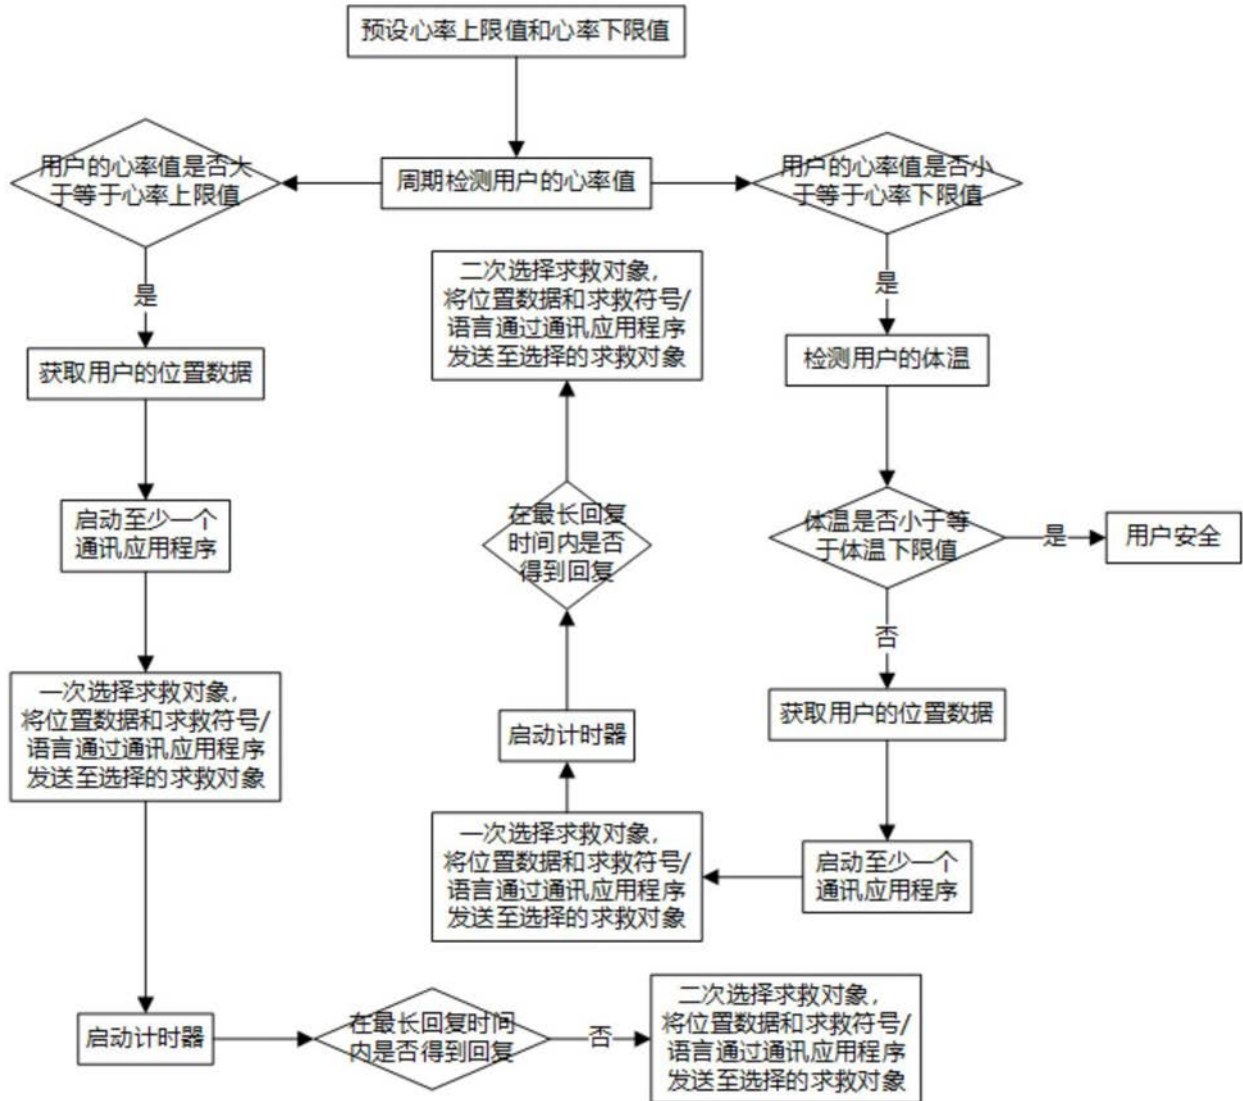 预设心率上限值和心率下限值
用户的心率值是否大
于等于心率上限值
周期检测用户的心率值
用户的心率值是否小
于等于心率下限值
是
获取用户的位置数据
启动至少一个
通讯应用程序
一次选择求救对象，
将位置数据和求救符号/
语言通过通讯应用程序
发送至选择的求救对象
启动计时器
在最长回复时间
内是否得到回复
否
二次选择求救对象，
将位置数据和求救符号/
语言通过通讯应用程序
发送至选择的求救对象
是
检测用户的体温
体温是否小于等
于体温下限值
是
用户安全
否
获取用户的位置数据
启动至少一个
通讯应用程序
一次选择求救对象，
将位置数据和求救符号/
语言通过通讯应用程序
发送至选择的求救对象
启动计时器
在最长回复
时间内是否
得到回复
二次选择求救对象，
将位置数据和求救符号/
语言通过通讯应用程序
发送至选择的求救对象